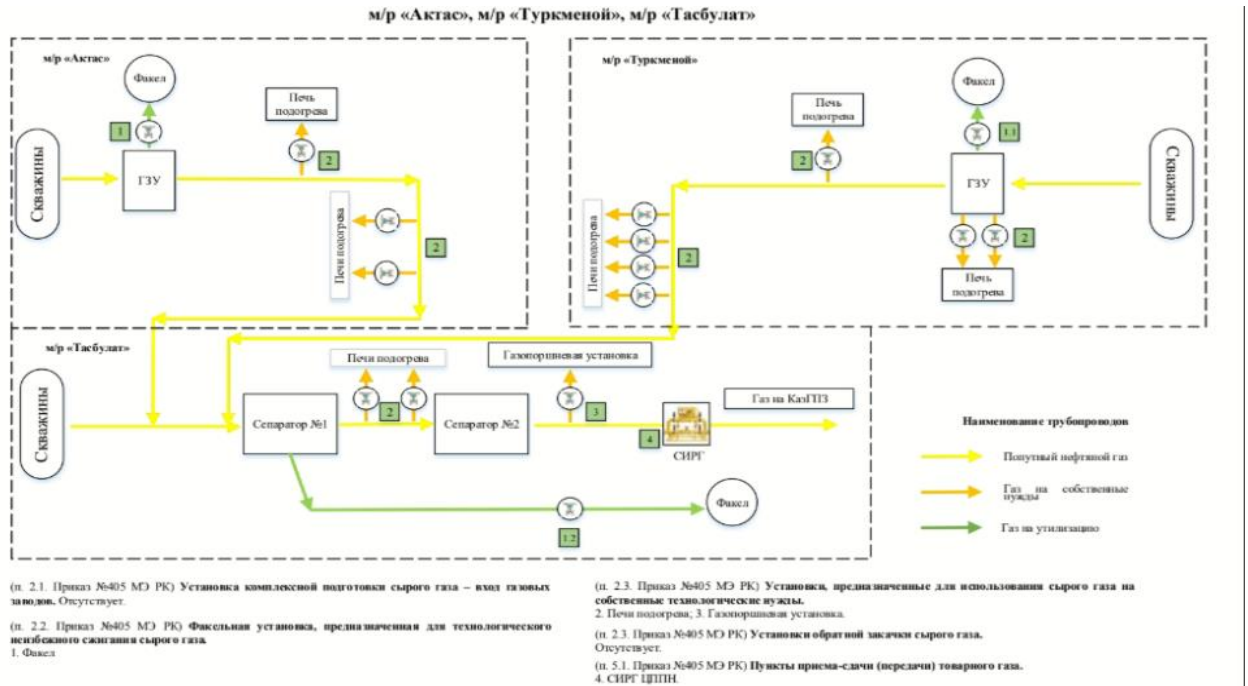 м/р «Актас», м/р «Туркменой», м/р «Тасбулат»
м/р «Актас»
Факел
1
Печь
подогрева
2
Скважины
ГЗУ
Печи подогрева
2
м/р «Туркменой»
Факел
1.1
Печь
подогрева
2
Скважины
ГЗУ
Печи подогрева
2
2
Печь
подогрева
м/р «Тасбулат»
Скважины
Печи подогрева
2
Газопоршневая установка
3
Сепаратор №1
Сепаратор №2
4
СИРГ
Газ на КазГПЗ
Факел
1.2
Наименование трубопроводов
Попутный нефтяной газ
Газ на собственные
нужды
Газ на утилизацию
(п. 2.1. Приказ №405 МЭ РК) Установка комплексной подготовки сырого газа – вход газовых
заводов. Отсутствует.
(п. 2.2. Приказ №405 МЭ РК) Факельная установка, предназначенная для технологического
неизбежного сжигания сырого газа.
1. Факел
(п. 2.3. Приказ №405 МЭ РК) Установки, предназначенные для использования сырого газа на
собственные технологические нужды.
2. Печи подогрева; 3. Газопоршневая установка.
(п. 2.3. Приказ №405 МЭ РК) Установки обратной закачки сырого газа.
Отсутствует.
(п. 5.1. Приказ №405 МЭ РК) Пункты приема-сдачи (передачи) товарного газа.
4. СИРГ ЦППН.